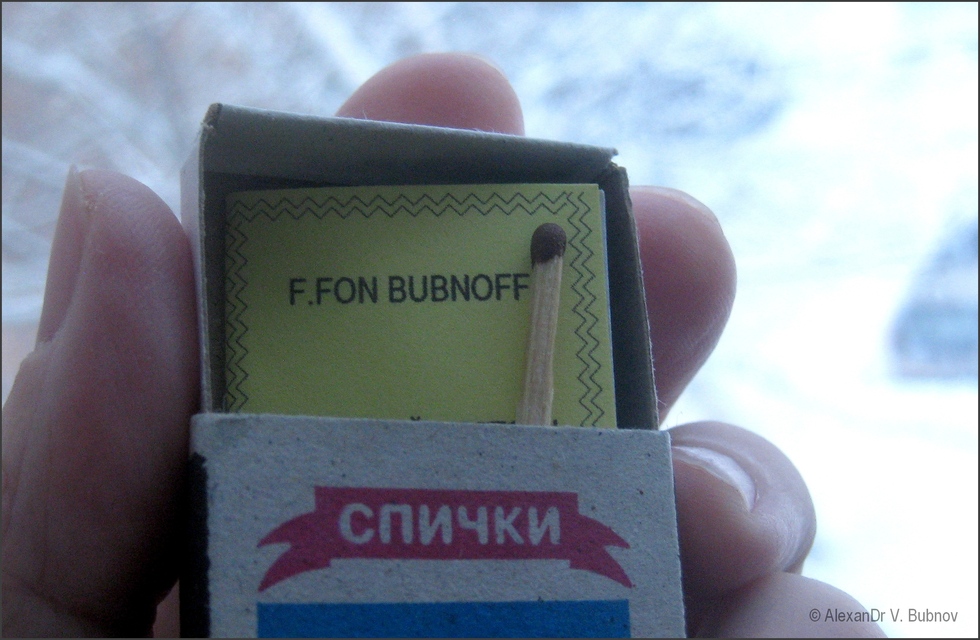 F.FON BUBNOFF
СПИЧКИ
© AlexanDr V. Bubnov